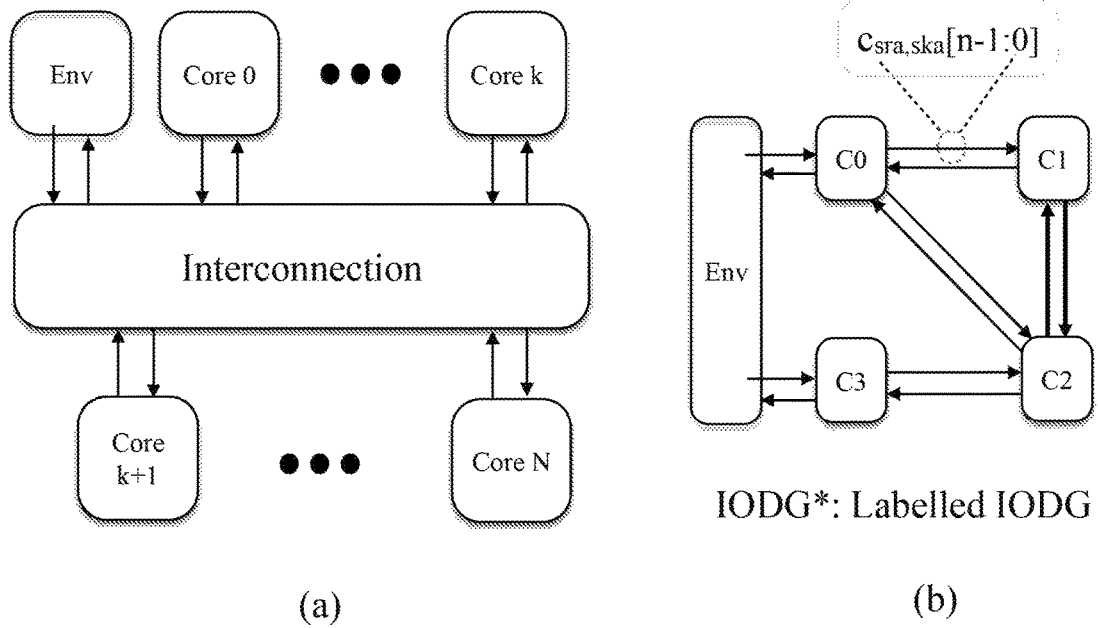 Env
Core 0
Core k
Interconnection
Core
k+1
Core N
(a)
c_sra,ska[n-1:0]
C0
C1
Env
C3
C2
IODG*: Labelled IODG
(b)